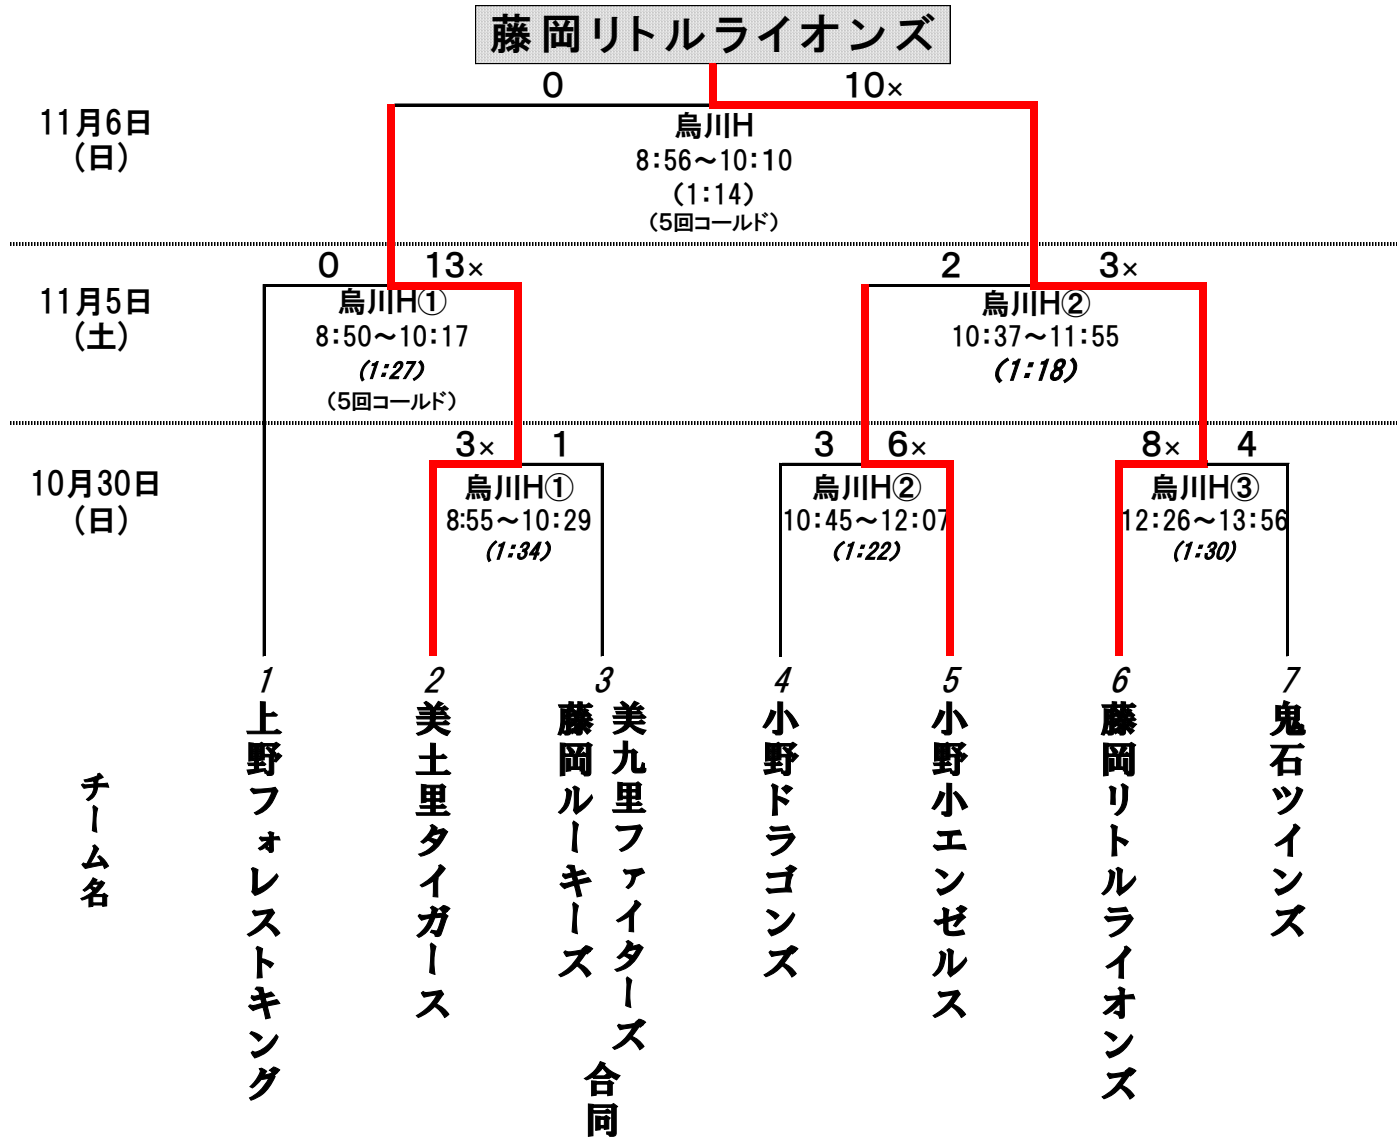 藤岡リトルライオンズ
0 10×
11月6日
(日)
烏川H
8:56～10:10
(1:14)
(5回コールド)
0 13× 2 3×
11月5日
(土)
烏川H①
8:50～10:17
(1:27)
(5回コールド)
烏川H②
10:37～11:55
(1:18)
3× 1 3 6× 8× 4
10月30日
(日)
烏川H①
8:55～10:29
(1:34)
烏川H②
10:45～12:07
(1:22)
烏川H③
12:26～13:56
(1:30)
1 2 3 4 5 6 7
チーム名
上野フォレストキング
美土里タイガース
美九里ファイターズ
藤岡ルーキーズ
合同
小野ドラゴンズ
小野小エンゼルス
藤岡リトルライオンズ
鬼石ツインズ